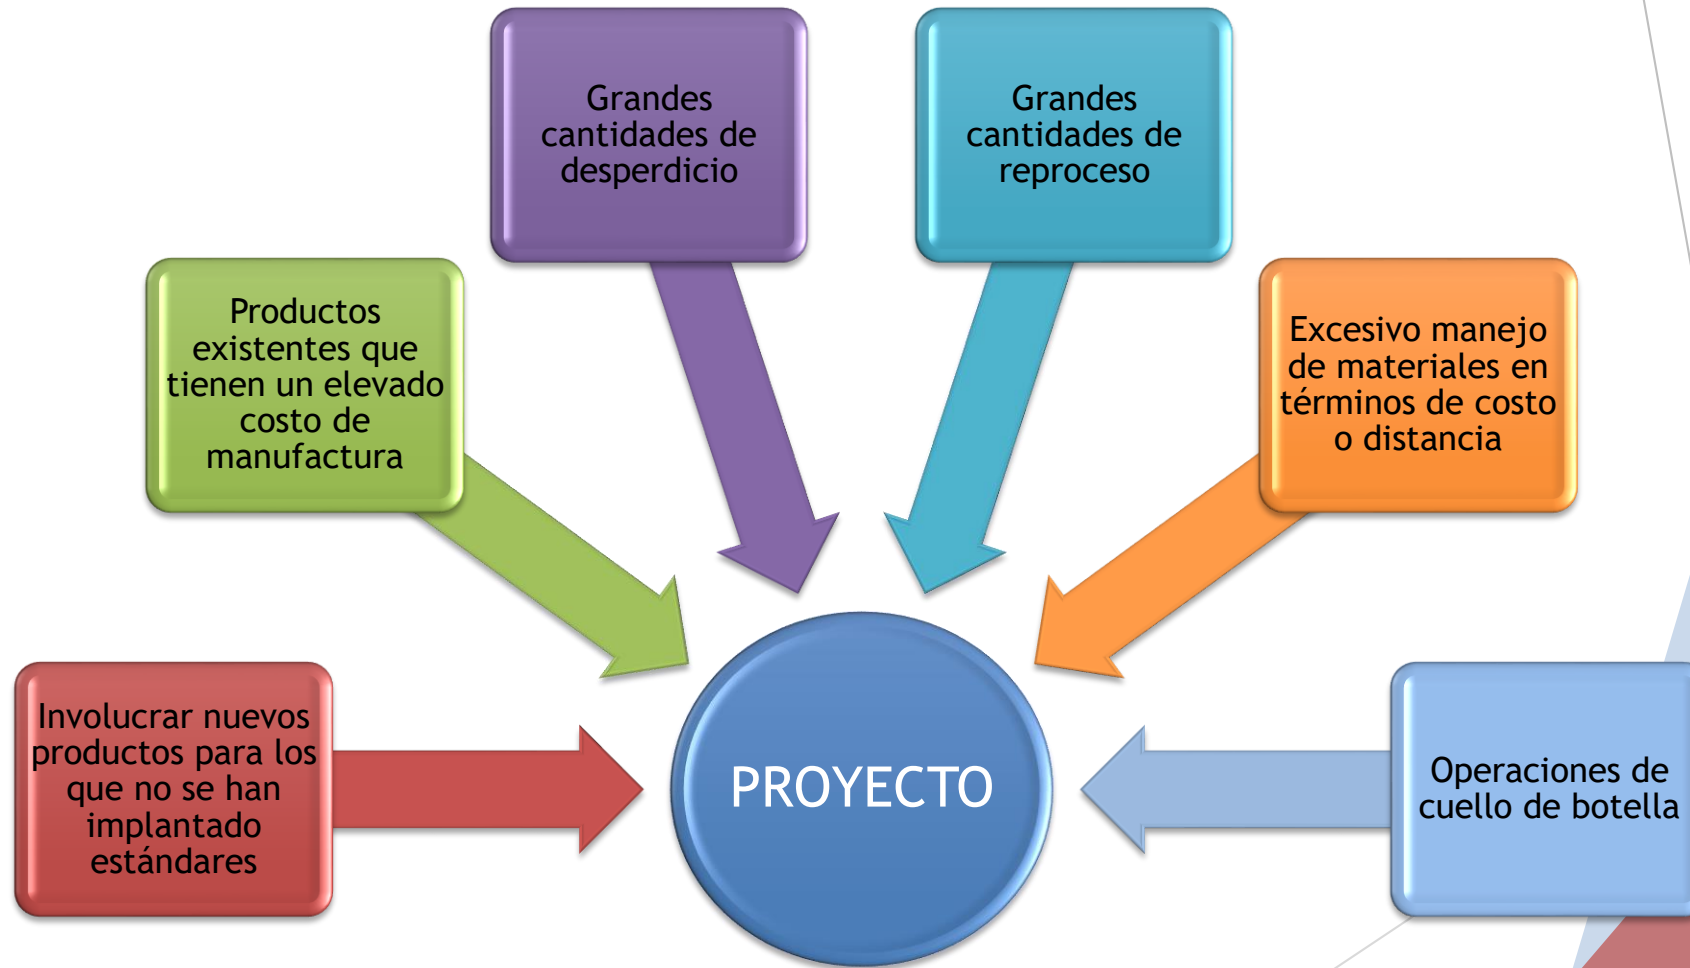 Grandes
cantidades de
desperdicio
Grandes
cantidades de
reproceso
Productos
existentes que
tienen un elevado
costo de
manufactura
Excesivo manejo
de materiales en
términos de costo
o distancia
Involucrar nuevos
productos para los
que no se han
implantado
estándares
PROYECTO
Operaciones de
cuello de botella